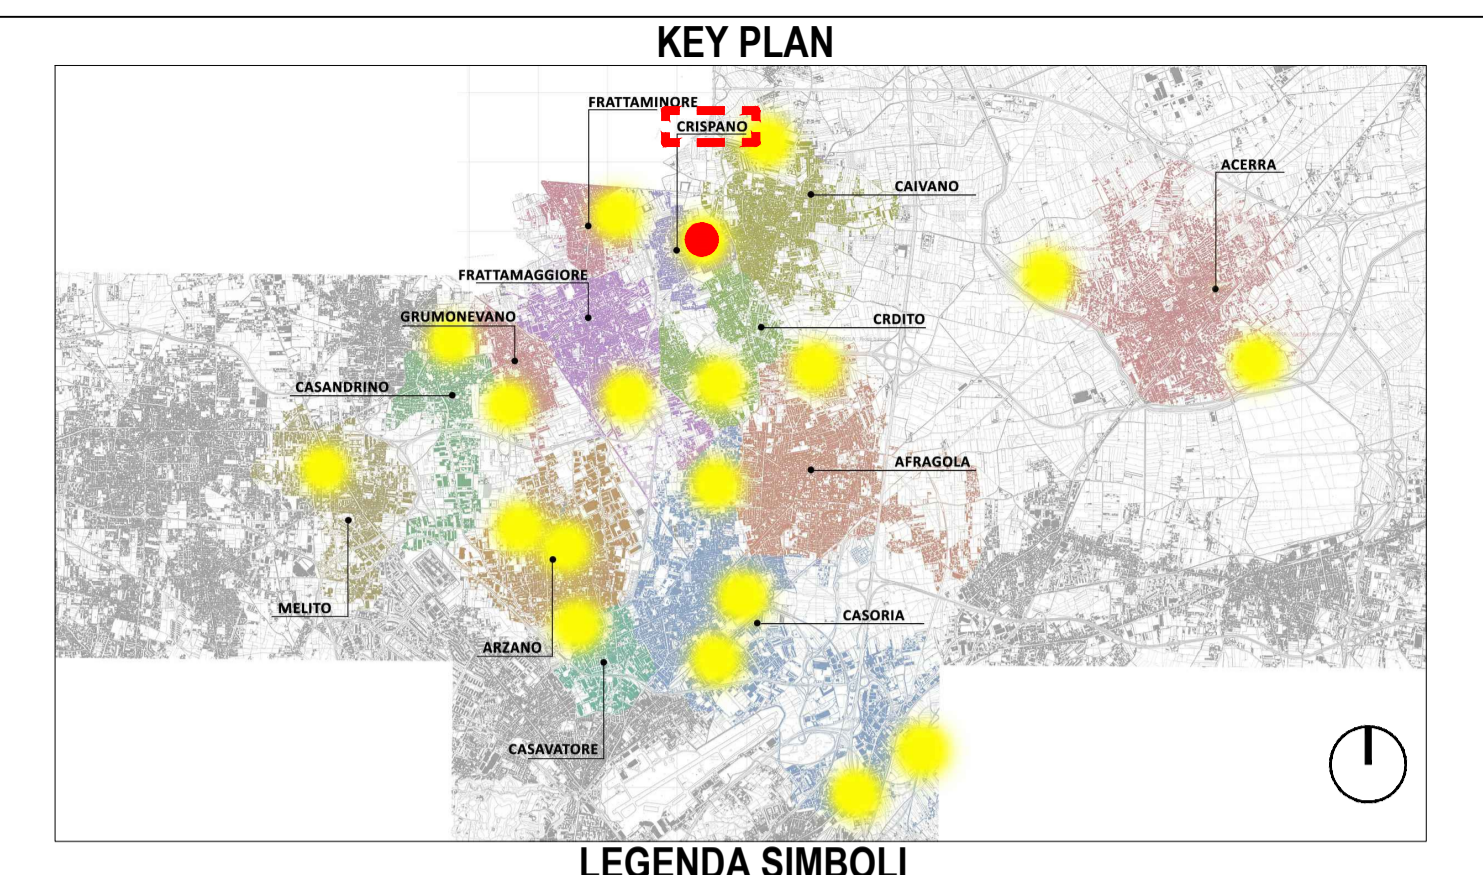 KEY PLAN
FRATTAMINORE
CRISPANO
ACERRA
CAIVANO
FRATTAMAGGIORE
GRUMONEVANO
CRDITO
CASANDRINO
AFRAGOLA
MELITO
CASORIA
ARZANO
CASAVATORE
LEGENDA SIMBOLI